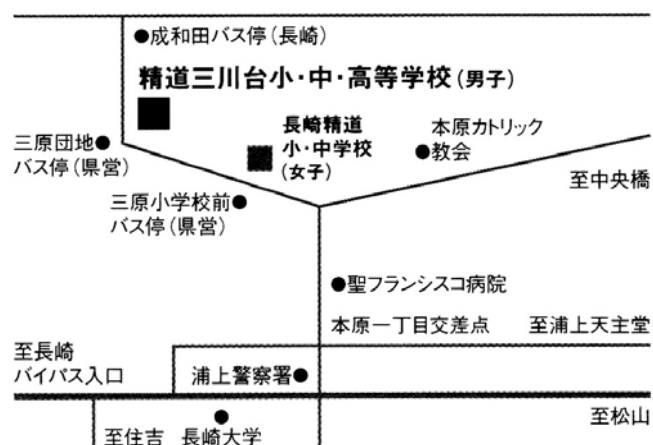 ●成和田バス停(長崎)
精道三川台小・中・高等学校(男子)
長崎精道
小・中学校
(女子)
本原カトリック
●教会
三原団地●
バス停(県営)
至中央橋
三原小学校前●
バス停(県営)
●聖フランシスコ病院
本原一丁目交差点
至浦上天主堂
至長崎
バイパス入口
浦上警察署●
至松山
至住吉
長崎大学